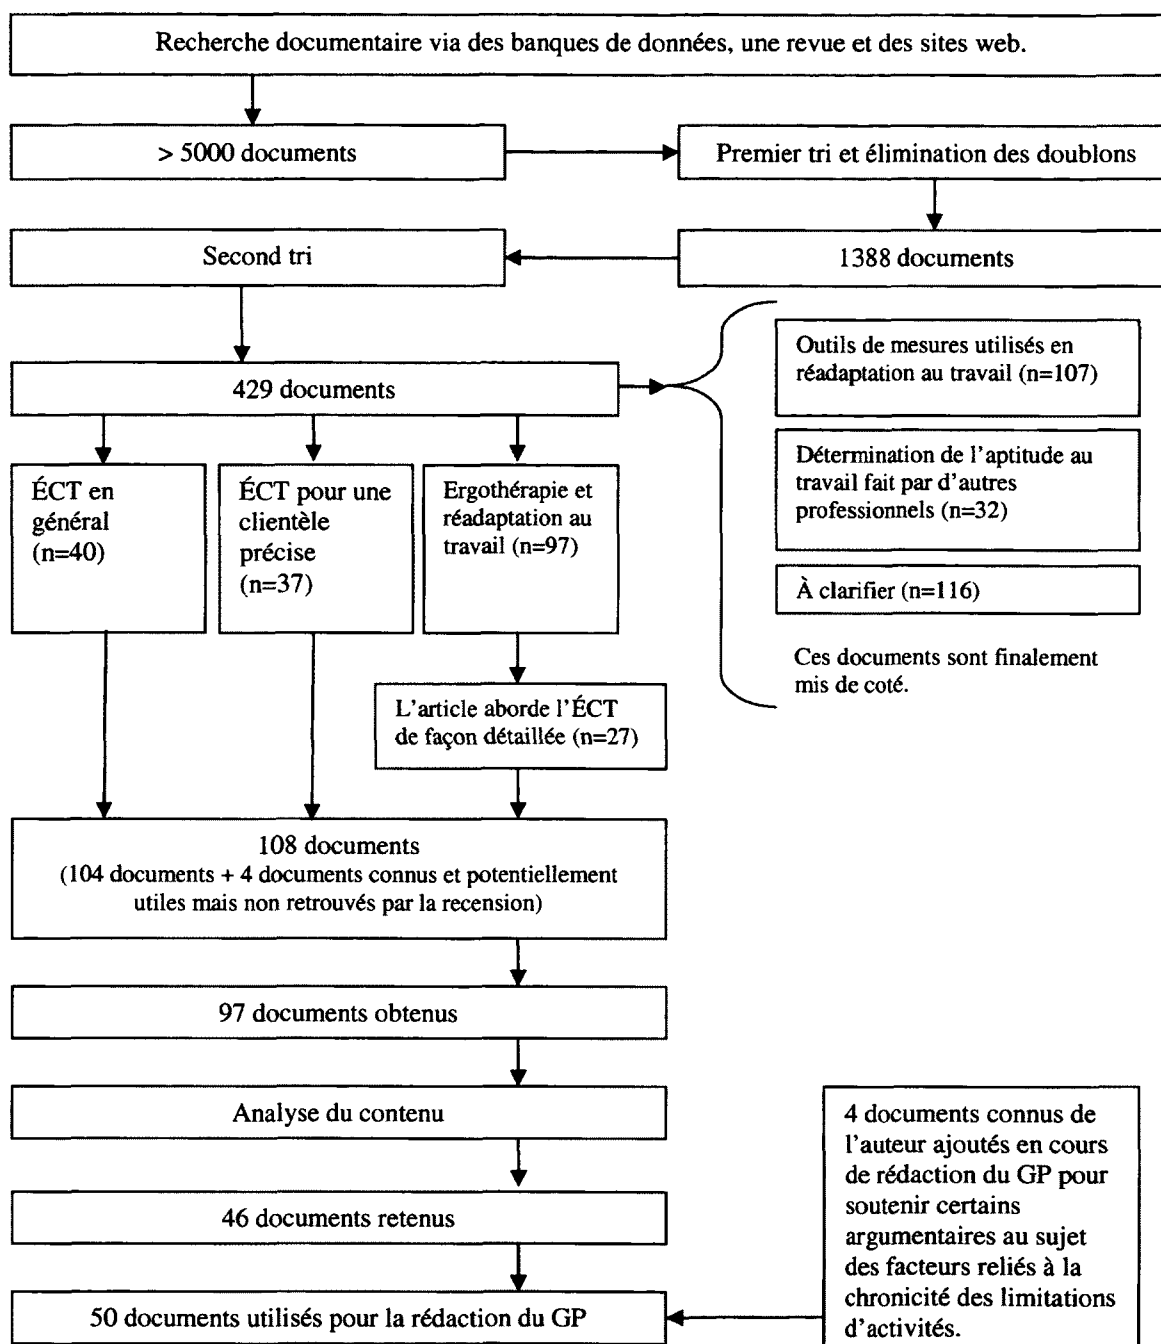 Recherche documentaire via des banques de données, une revue et des sites web.
> 5000 documents
Premier tri et élimination des doublons
1388 documents
Second tri
429 documents
Outils de mesures utilisés en
réadaptation au travail (n=107)
Détermination de l'aptitude au
travail fait par d'autres
professionnels (n=32)
À clarifier (n=116)
Ces documents sont finalement
mis de coté.
ÉCT en
général
(n=40)
ÉCT pour une
clientèle
précise
(n=37)
Ergothérapie et
réadaptation au
travail (n=97)
L'article aborde l'ÉCT
de façon détaillée (n=27)
108 documents
(104 documents + 4 documents connus et potentiellement
utiles mais non retrouvés par la recension)
97 documents obtenus
Analyse du contenu
46 documents retenus
4 documents connus de
l'auteur ajoutés en cours
de rédaction du GP pour
soutenir certains
argumentaires au sujet
des facteurs reliés à la
chronicité des limitations
d'activités.
50 documents utilisés pour la rédaction du GP